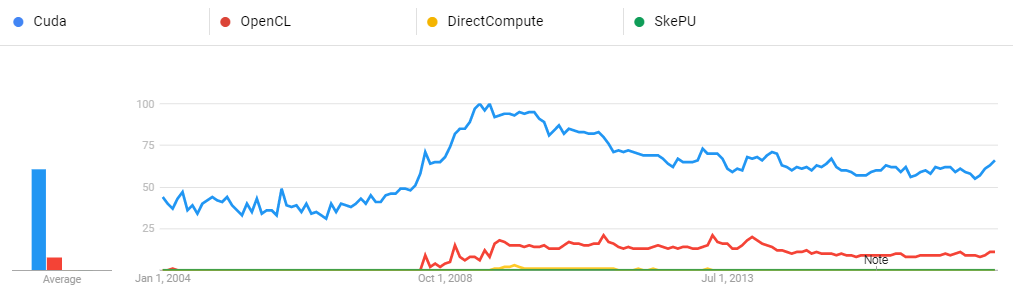 Cuda OpenCL DirectCompute SkePU
100
75
50
25
Note
Average Jan 1, 2004 Oct 1, 2008 Jul 1, 2013